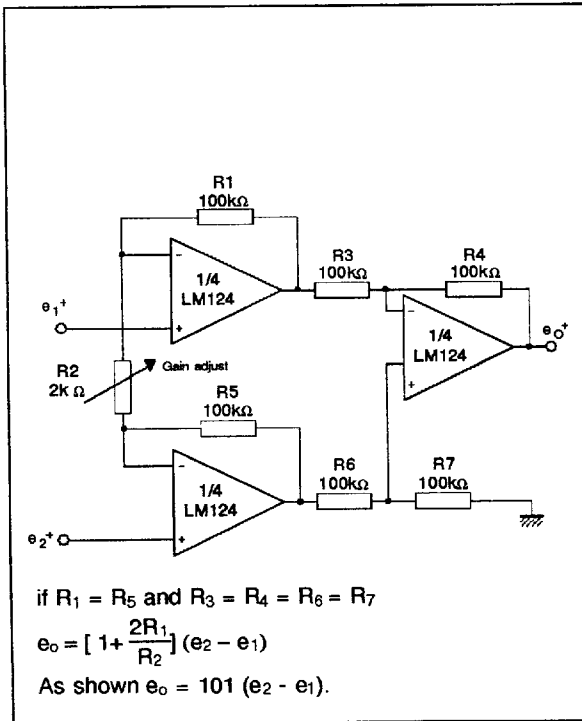 R1
100kΩ
R3
100kΩ
R4
100kΩ
-
1/4
LM124
+
e1+
-
1/4
LM124
+
eO+
R2
2k Ω
Gain adjust
R5
100kΩ
-
1/4
LM124
+
R6
100kΩ
R7
100kΩ
e2+
if R1 = R5 and R3 = R4 = R6 = R7
eo = [ 1+ 2R1/R2 ] (e2 – e1)
As shown eo = 101 (e2 - e1).